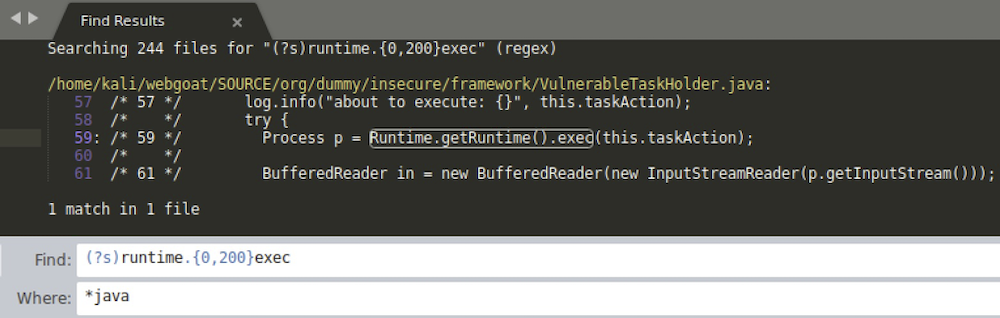 Find Results ×
Searching 244 files for "(?s)runtime.{0,200}exec" (regex)
/home/kali/webgoat/SOURCE/org/dummy/insecure/framework/VulnerableTaskHolder.java:
57 /* 57 */ log.info("about to execute: {}", this.taskAction);
58 /* */ try {
59: /* 59 */ Process p = Runtime.getRuntime().exec(this.taskAction);
60 /* */
61 /* 61 */ BufferedReader in = new BufferedReader(new InputStreamReader(p.getInputStream()));
1 match in 1 file
Find: (?s)runtime.{0,200}exec
Where: *java